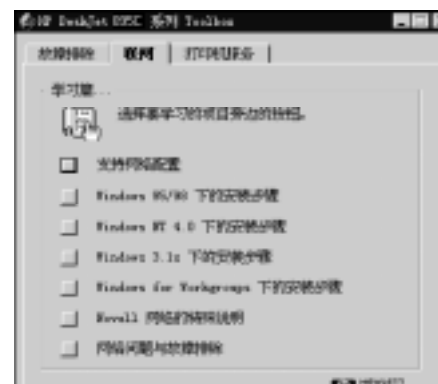 HP DeskJet 895C 系列 Toolbox
故障排除 联网 打印机服务
学习篇...
选择要学习的项目旁边的按钮。
支持网络配置
Windows 95/98 下的安装步骤
Windows NT 4.0 下的安装步骤
Windows 3.1x 下的安装步骤
Windows for Workgroups 下的安装步骤
Novell 网络的特殊说明
网络问题与故障排除